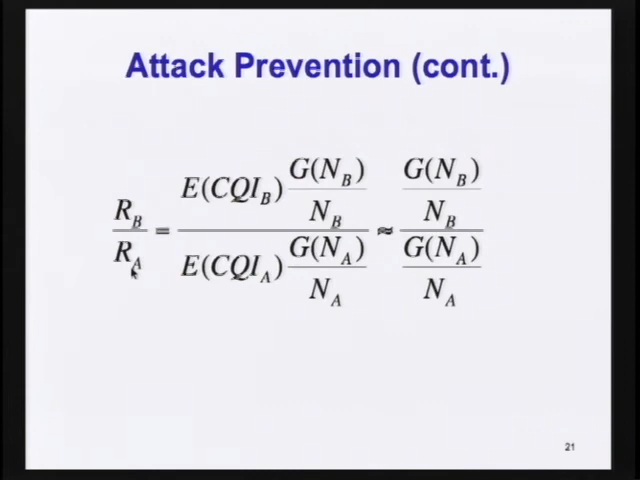 Attack Prevention (cont.)
R_B / R_A = ( E(CQI_B) G(N_B) / N_B ) / ( E(CQI_A) G(N_A) / N_A ) ≈ ( G(N_B) / N_B ) / ( G(N_A) / N_A )
21